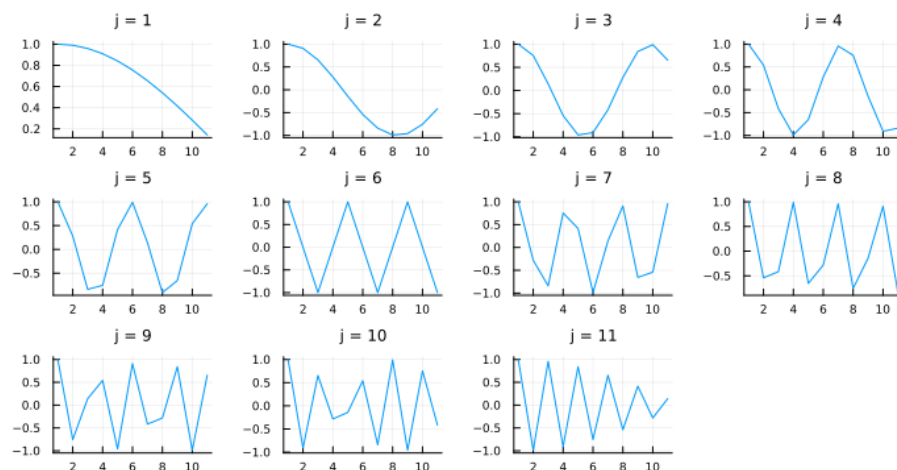 j = 1 j = 2 j = 3 j = 4
1.0 1.0 1.0 1.0
0.8 0.5 0.5 0.5
0.6 0.0 0.0 0.0
0.4 −0.5 −0.5 −0.5
0.2 −1.0 −1.0 −1.0
2 4 6 8 10 2 4 6 8 10 2 4 6 8 10 2 4 6 8 10
j = 5 j = 6 j = 7 j = 8
1.0 1.0 1.0 1.0
0.5 0.5 0.5 0.5
0.0 0.0 0.0 0.0
−0.5 −0.5 −0.5 −0.5
−1.0 −1.0
2 4 6 8 10 2 4 6 8 10 2 4 6 8 10 2 4 6 8 10
j = 9 j = 10 j = 11
1.0 1.0 1.0
0.5 0.5 0.5
0.0 0.0 0.0
−0.5 −0.5 −0.5
−1.0 −1.0 −1.0
2 4 6 8 10 2 4 6 8 10 2 4 6 8 10